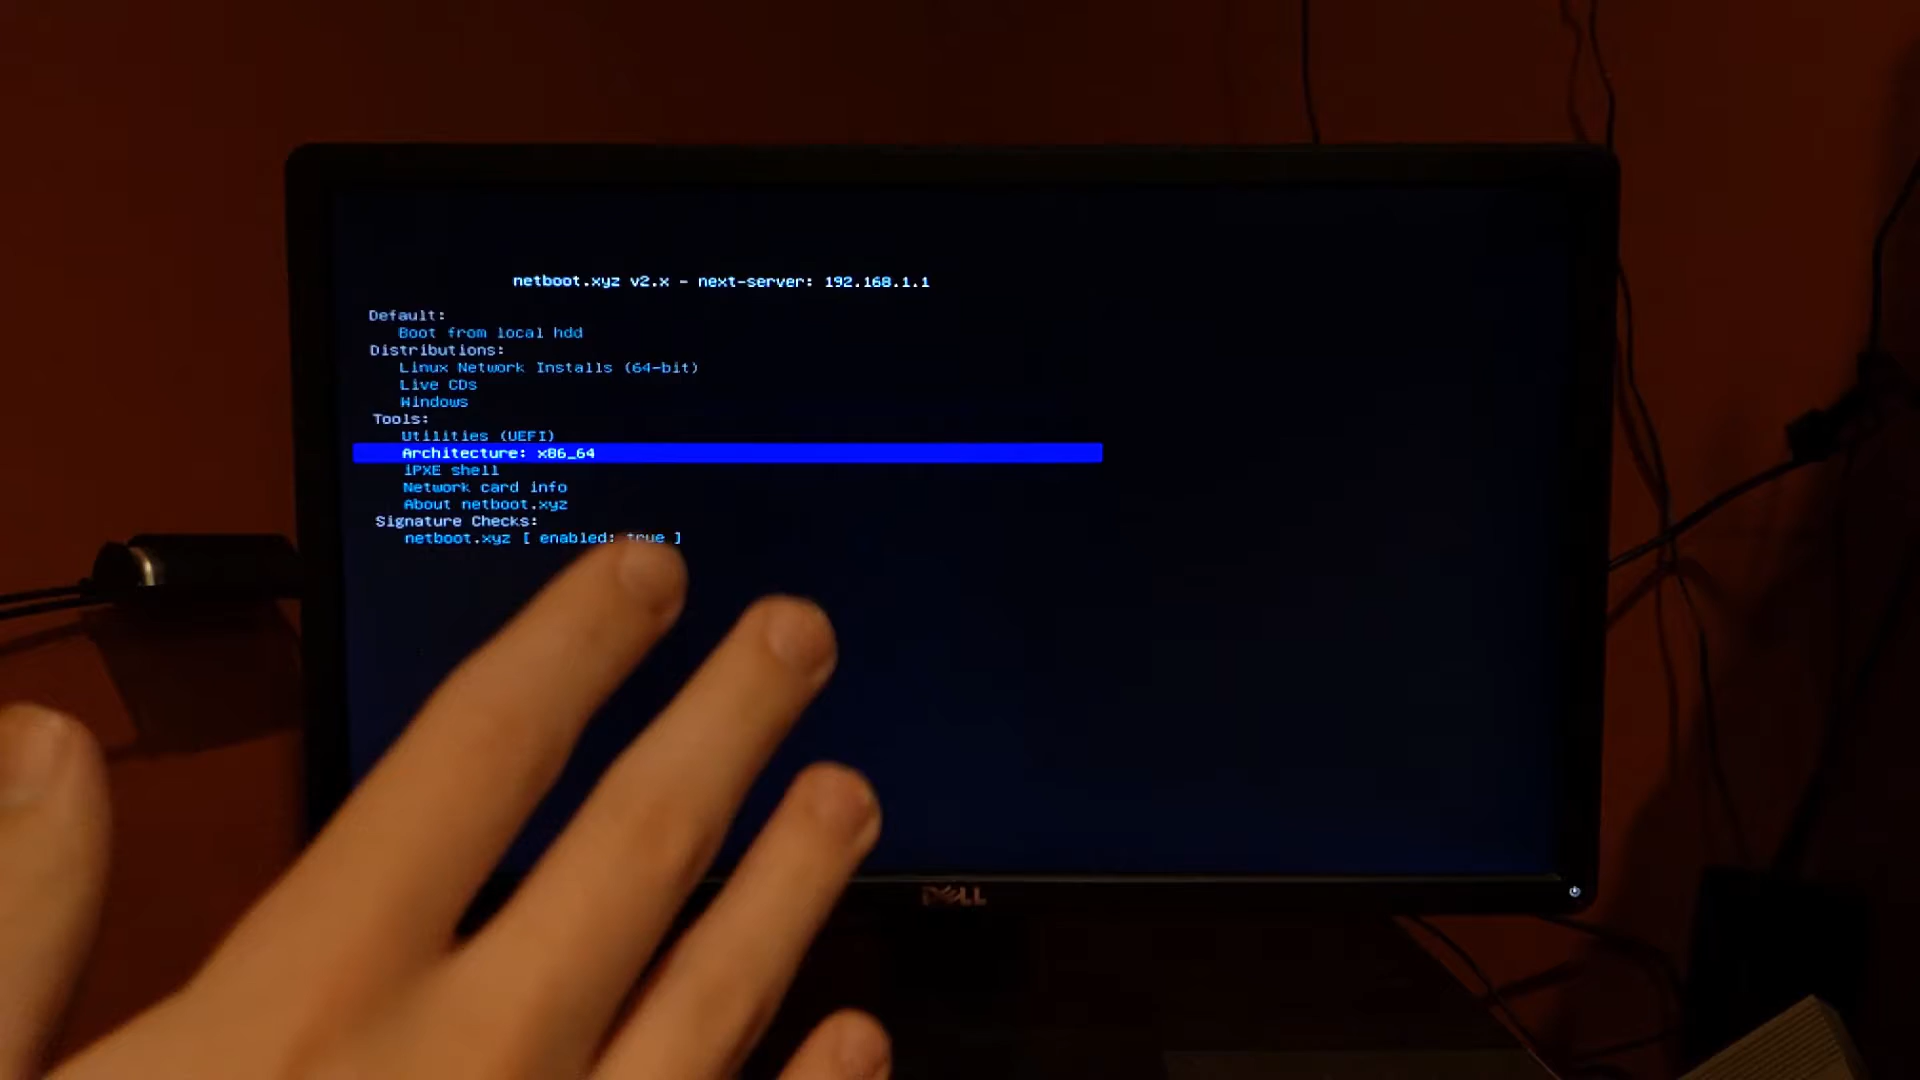 netboot.xyz v2.x - next-server: 192.168.1.1
Default:
Boot from local hdd
Distributions:
Linux Network Installs (64-bit)
Live CDs
Windows
Tools:
Utilities (UEFI)
Architecture: x86_64
iPXE shell
Network card info
About netboot.xyz
Signature Checks:
netboot.xyz [ enabled: true ]
DELL